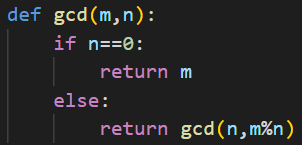 def gcd(m,n):
    if n==0:
        return m
    else:
        return gcd(n,m%n)